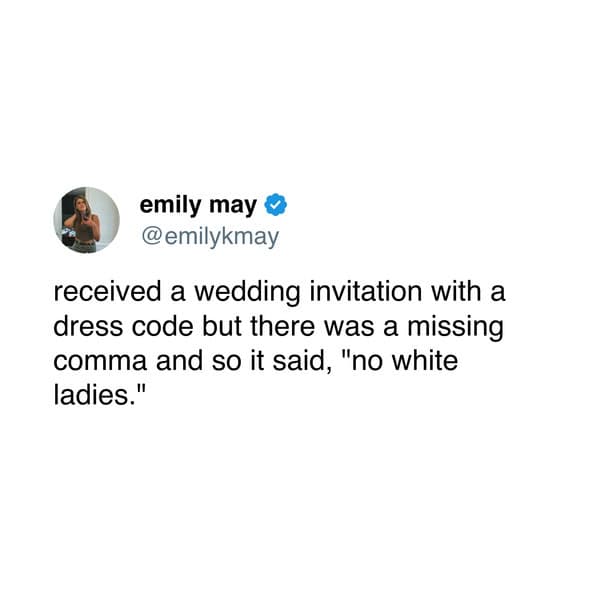 emily may
@emilykmay
received a wedding invitation with a
dress code but there was a missing
comma and so it said, "no white
ladies."